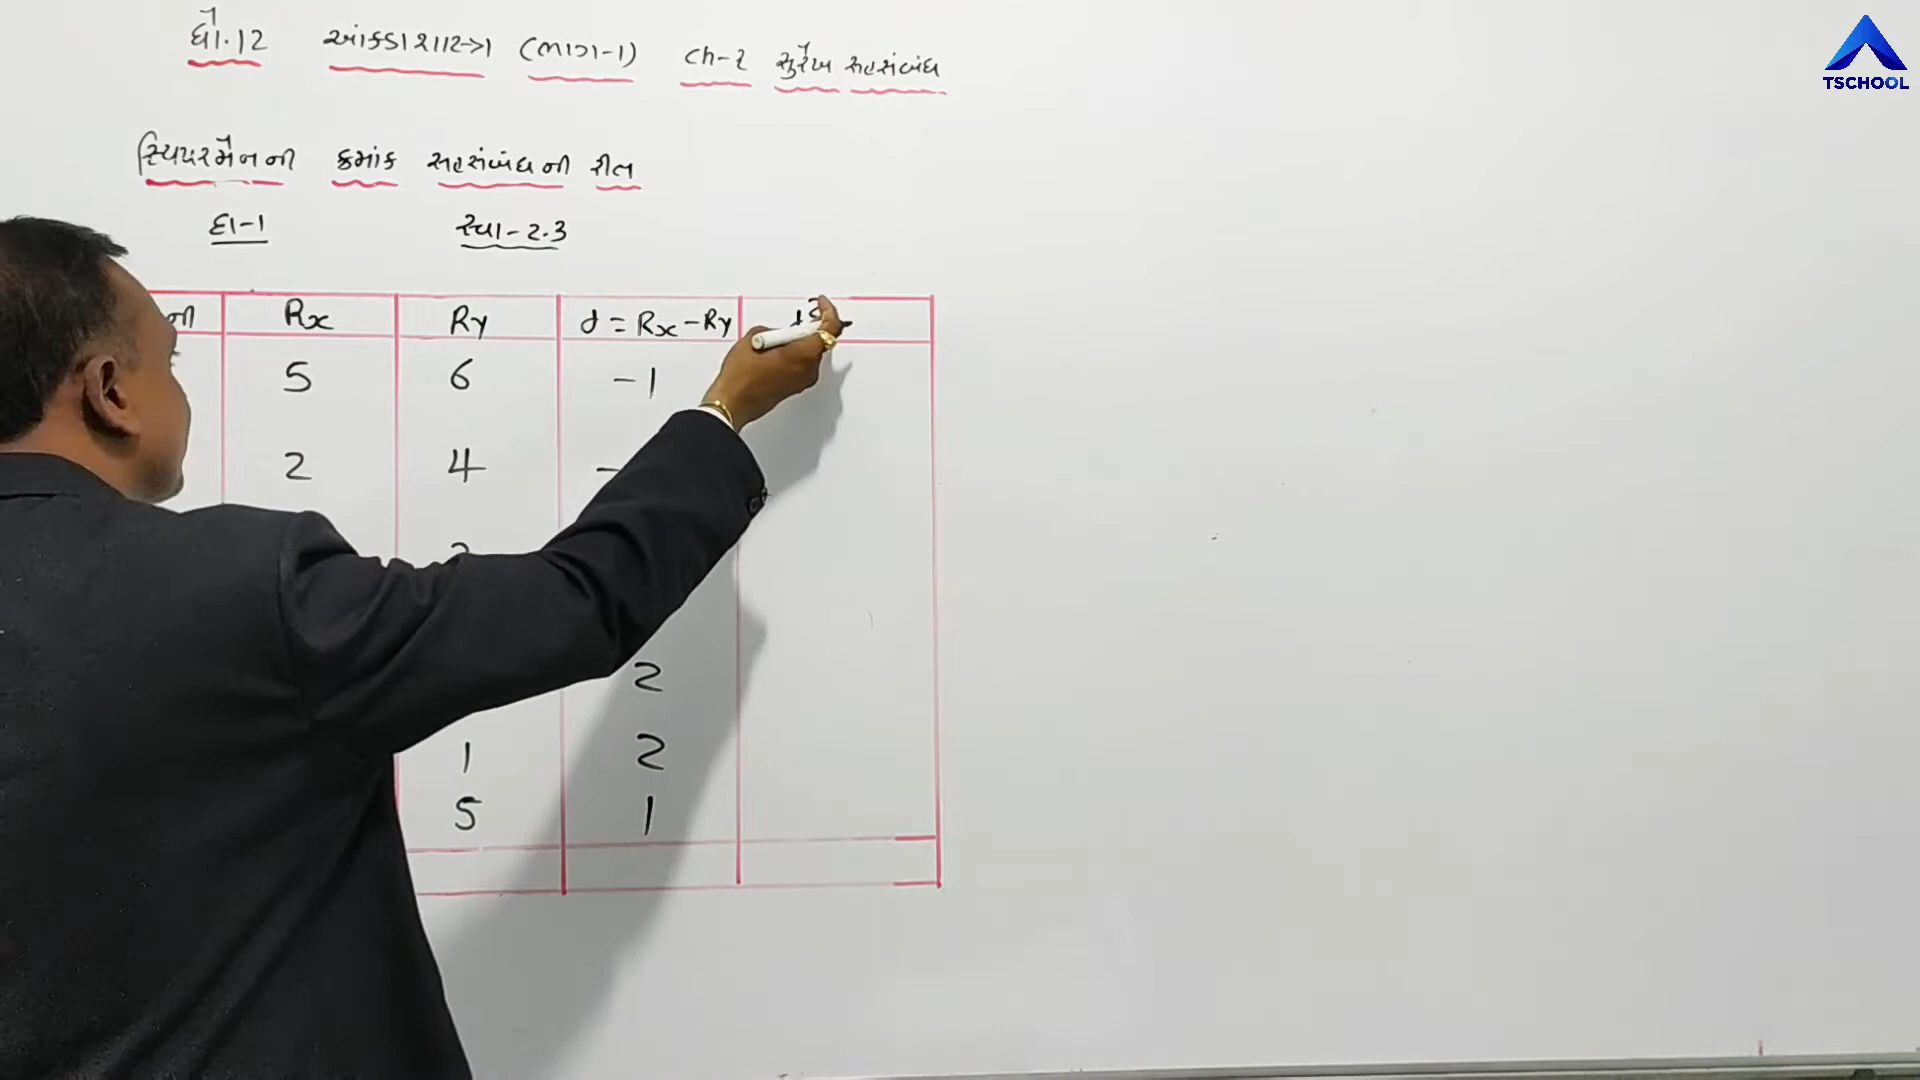 ધો.12 આંકડાશાસ્ત્ર (ભાગ-1) ch-2 સુરેખ સહસંબંધ
TSCHOOL
સ્પિયરમેનની ક્રમાંક સહસંબંધની રીત
દા-1 સ્વા-2.3
ની Rx Ry d = Rx - Ry
5 6 -1
2 4 -
2
1 2
5 1